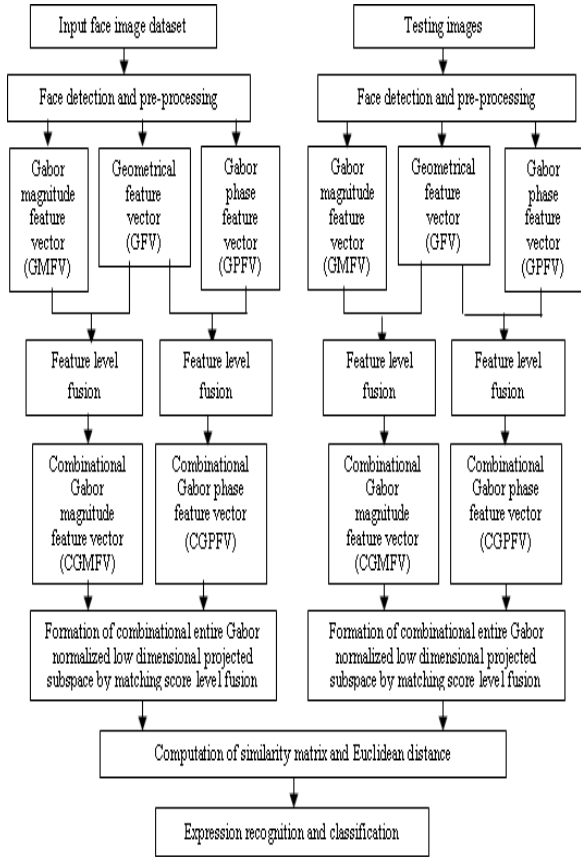 Input face image dataset
Testing images
Face detection and pre-processing
Face detection and pre-processing
Gabor
magnitude
feature
vector
(GMFV)
Geometrical
feature
vector
(GFV)
Gabor
phase
feature
vector
(GPFV)
Gabor
magnitude
feature
vector
(GMFV)
Geometrical
feature
vector
(GFV)
Gabor
phase
feature
vector
(GPFV)
Feature level
fusion
Feature level
fusion
Feature level
fusion
Feature level
fusion
Combinational
Gabor
magnitude
feature vector
(CGMFV)
Combinational
Gabor phase
feature vector
(CGPFV)
Combinational
Gabor
magnitude
feature vector
(CGMFV)
Combinational
Gabor phase
feature vector
(CGPFV)
Formation of combinational entire Gabor
normalized low dimensional projected
subspace by matching score level fusion
Formation of combinational entire Gabor
normalized low dimensional projected
subspace by matching score level fusion
Computation of similarity matrix and Euclidean distance
Expression recognition and classification